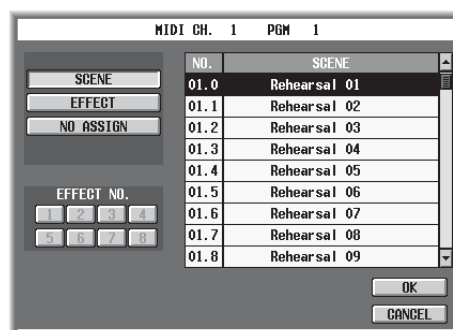 MIDI CH. 1 PGM 1
SCENE
EFFECT
NO ASSIGN
EFFECT NO.
1 2 3 4
5 6 7 8
NO. SCENE
01.0 Rehearsal 01
01.1 Rehearsal 02
01.2 Rehearsal 03
01.3 Rehearsal 04
01.4 Rehearsal 05
01.5 Rehearsal 06
01.6 Rehearsal 07
01.7 Rehearsal 08
01.8 Rehearsal 09
OK
CANCEL